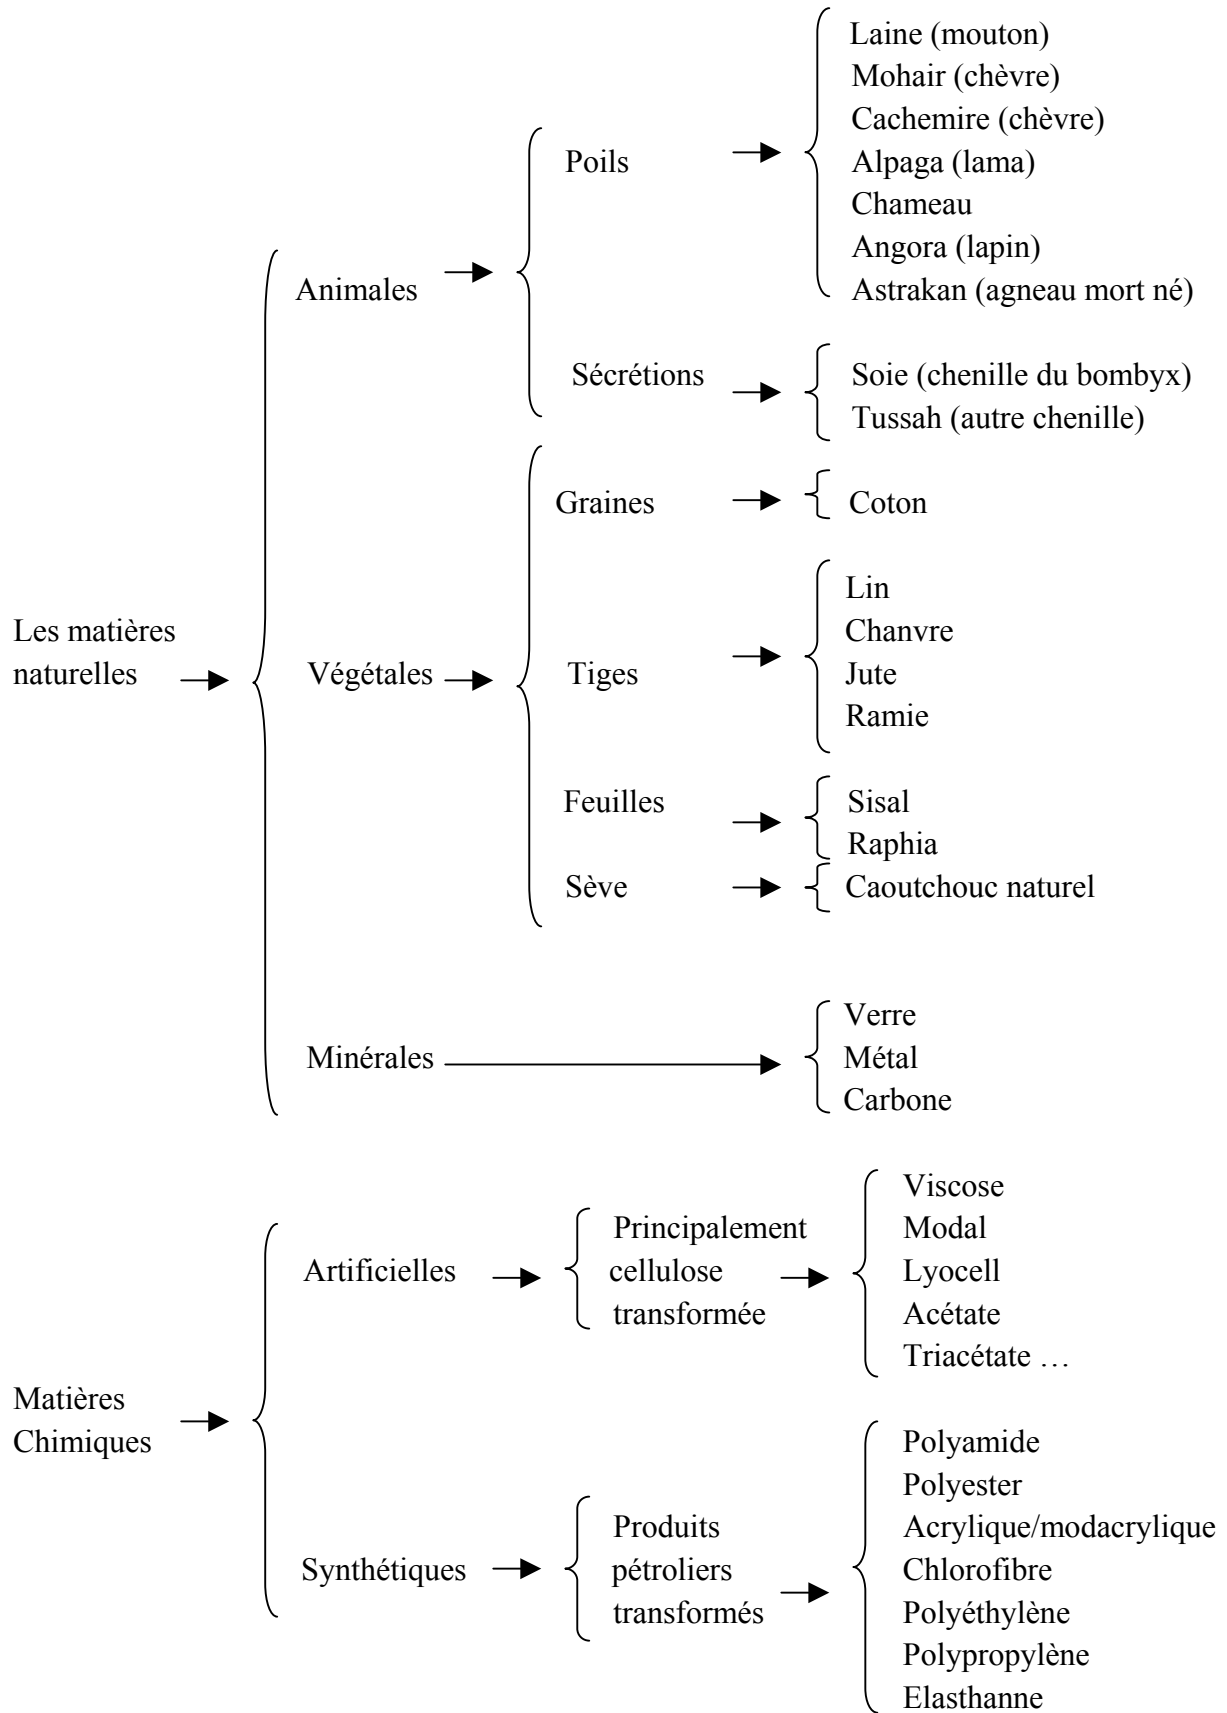 Les matières
naturelles
Animales
Poils
Laine (mouton)
Mohair (chèvre)
Cachemire (chèvre)
Alpaga (lama)
Chameau
Angora (lapin)
Astrakan (agneau mort né)
Sécrétions
Soie (chenille du bombyx)
Tussah (autre chenille)
Végétales
Graines
Coton
Tiges
Lin
Chanvre
Jute
Ramie
Feuilles
Sisal
Raphia
Sève
Caoutchouc naturel
Minérales
Verre
Métal
Carbone
Matières
Chimiques
Artificielles
Principalement
cellulose
transformée
Viscose
Modal
Lyocell
Acétate
Triacétate …
Synthétiques
Produits
pétroliers
transformés
Polyamide
Polyester
Acrylique/modacrylique
Chlorofibre
Polyéthylène
Polypropylène
Elasthanne